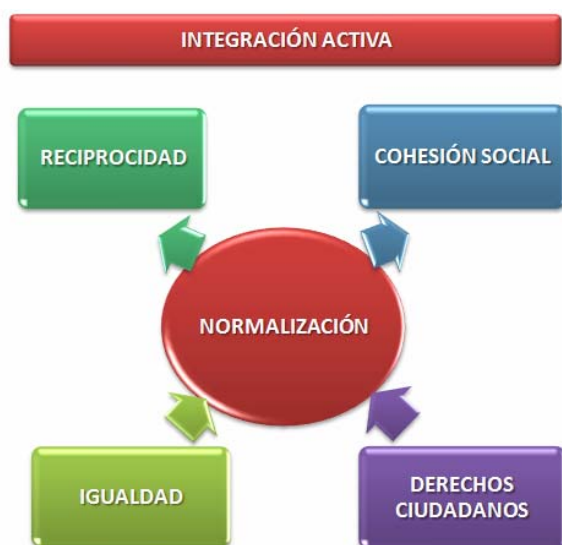 INTEGRACIÓN ACTIVA
RECIPROCIDAD
COHESIÓN SOCIAL
NORMALIZACIÓN
IGUALDAD
DERECHOS
CIUDADANOS